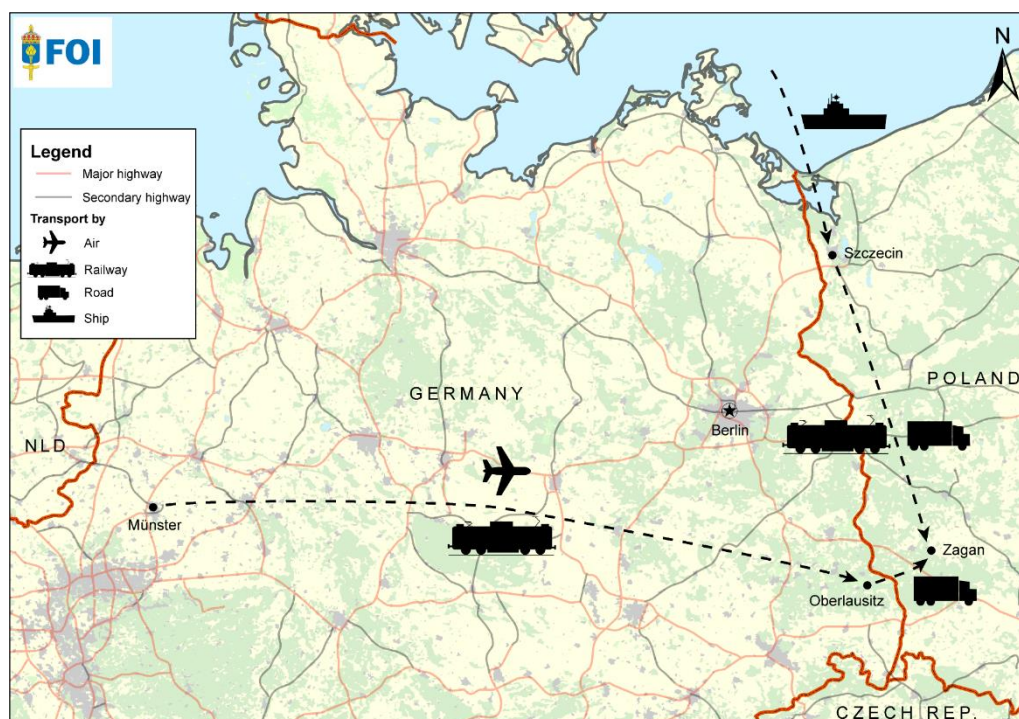 FOI
N
Legend
Major highway
Secondary highway
Transport by
Air
Railway
Road
Ship
Szczecin
GERMANY
POLAND
Berlin
NLD
Münster
Zagan
Oberlausitz
CZECH REP.